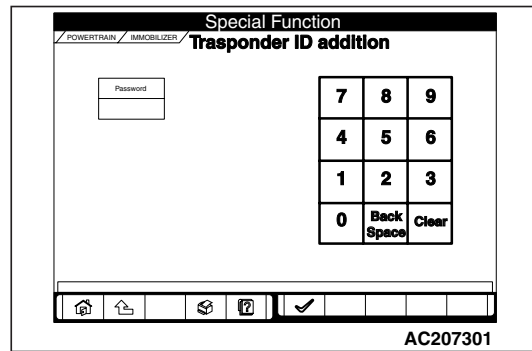 Special Function
POWERTRAIN IMMOBILIZER Trasponder ID addition
Password
7 8 9
4 5 6
1 2 3
0 Back Space Clear
AC207301